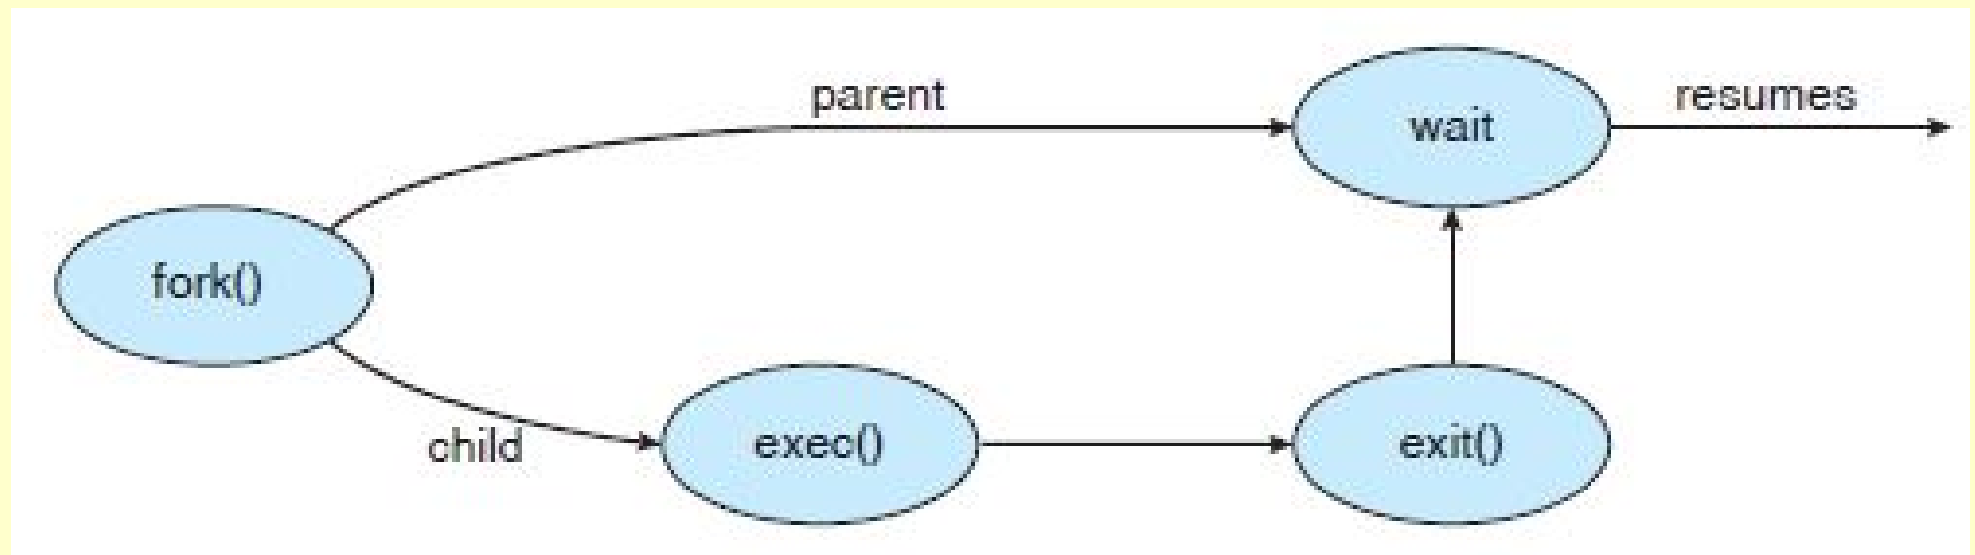 parent
wait
resumes
fork()
child
exec()
exit()